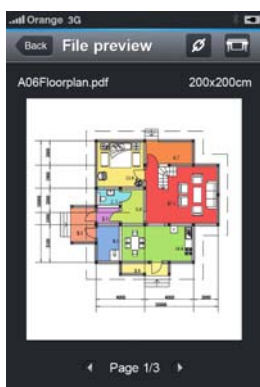 Orange 3G
Back
File preview
A06Floorplan.pdf
200x200cm
Page 1/3